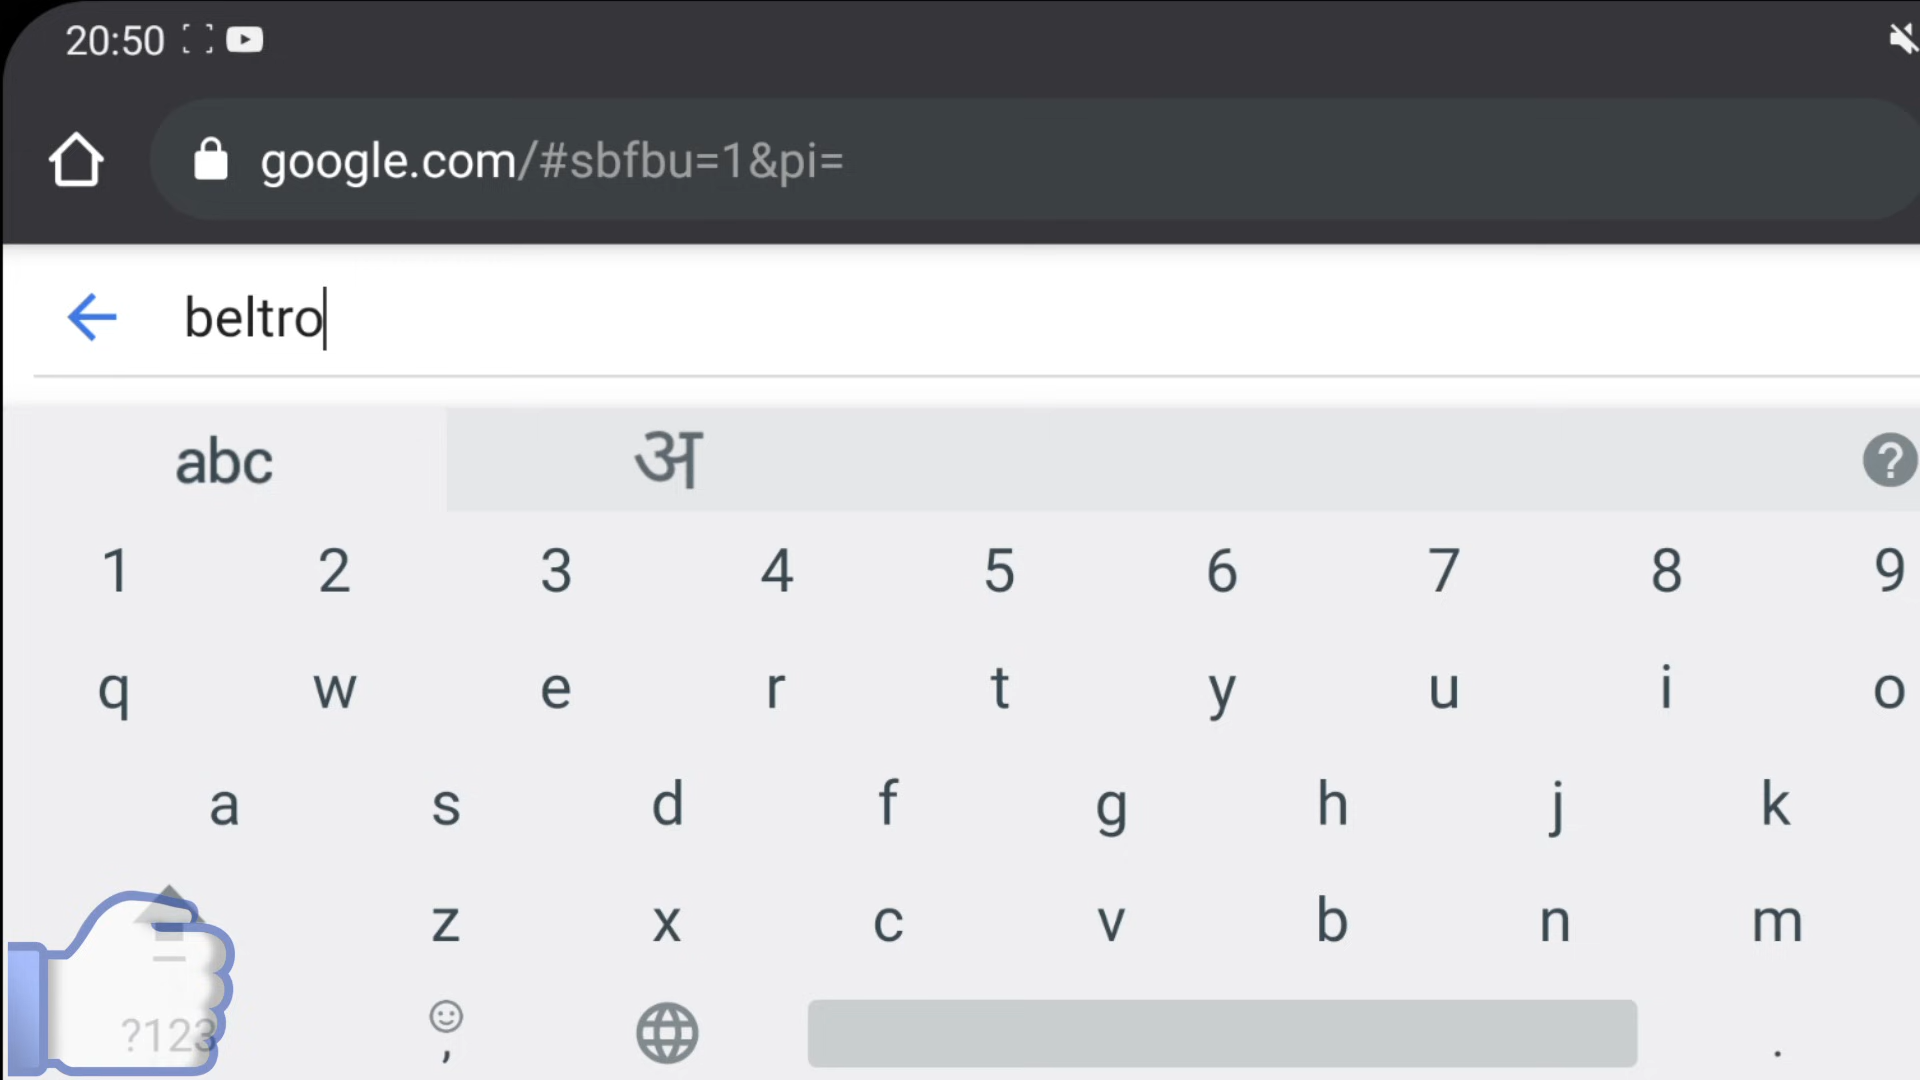 20:50
google.com/#sbfbu=1&pi=
beltro
abc अ ?
1 2 3 4 5 6 7 8 9
q w e r t y u i o
a s d f g h j k
z x c v b n m
?123 , .